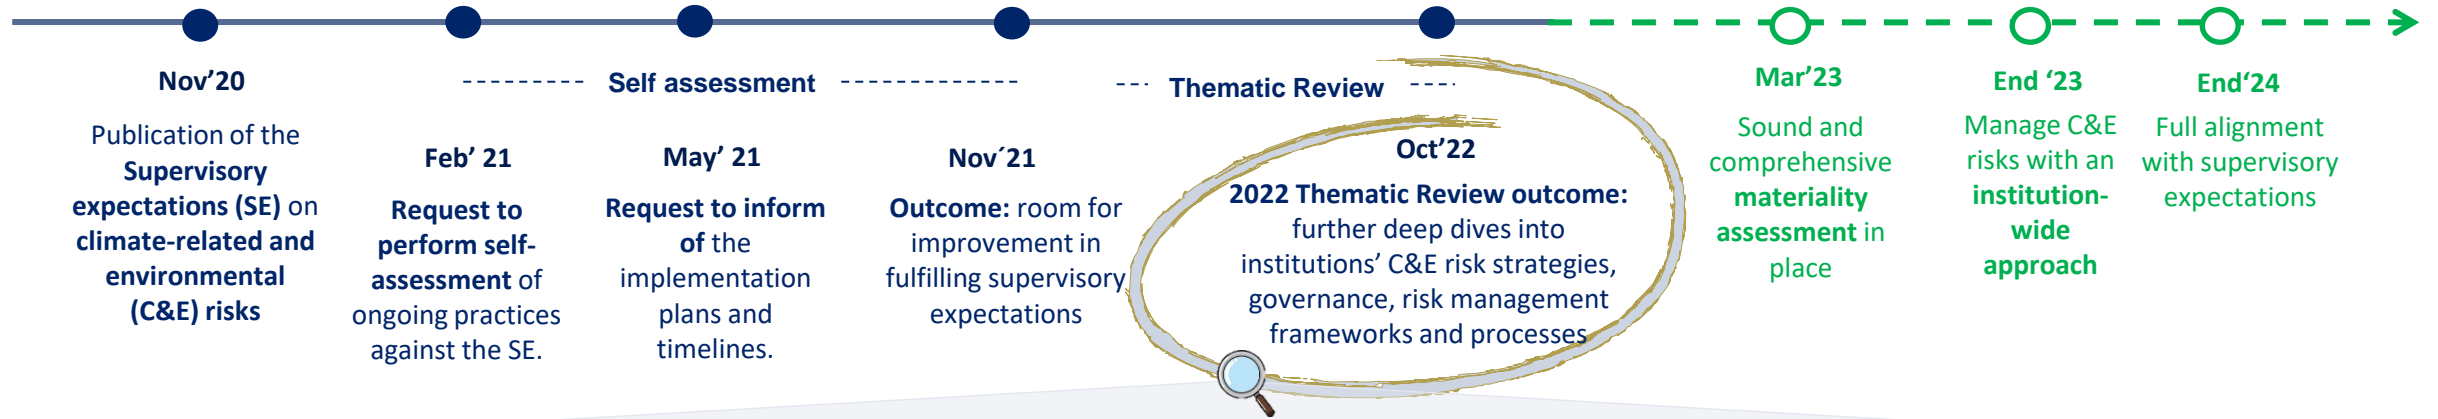 Nov’20
Publication of the
Supervisory
expectations (SE) on
climate-related and
environmental
(C&E) risks
Self assessment
Feb’ 21
Request to
perform self-
assessment of
ongoing practices
against the SE.
May’ 21
Request to inform
of the
implementation
plans and
timelines.
Nov´21
Outcome: room for
improvement in
fulfilling supervisory
expectations
Thematic Review
Oct’22
2022 Thematic Review outcome:
further deep dives into
institutions’ C&E risk strategies,
governance, risk management
frameworks and processes
Mar’23
Sound and
comprehensive
materiality
assessment in
place
End ‘23
Manage C&E
risks with an
institution-
wide
approach
End‘24
Full alignment
with supervisory
expectations